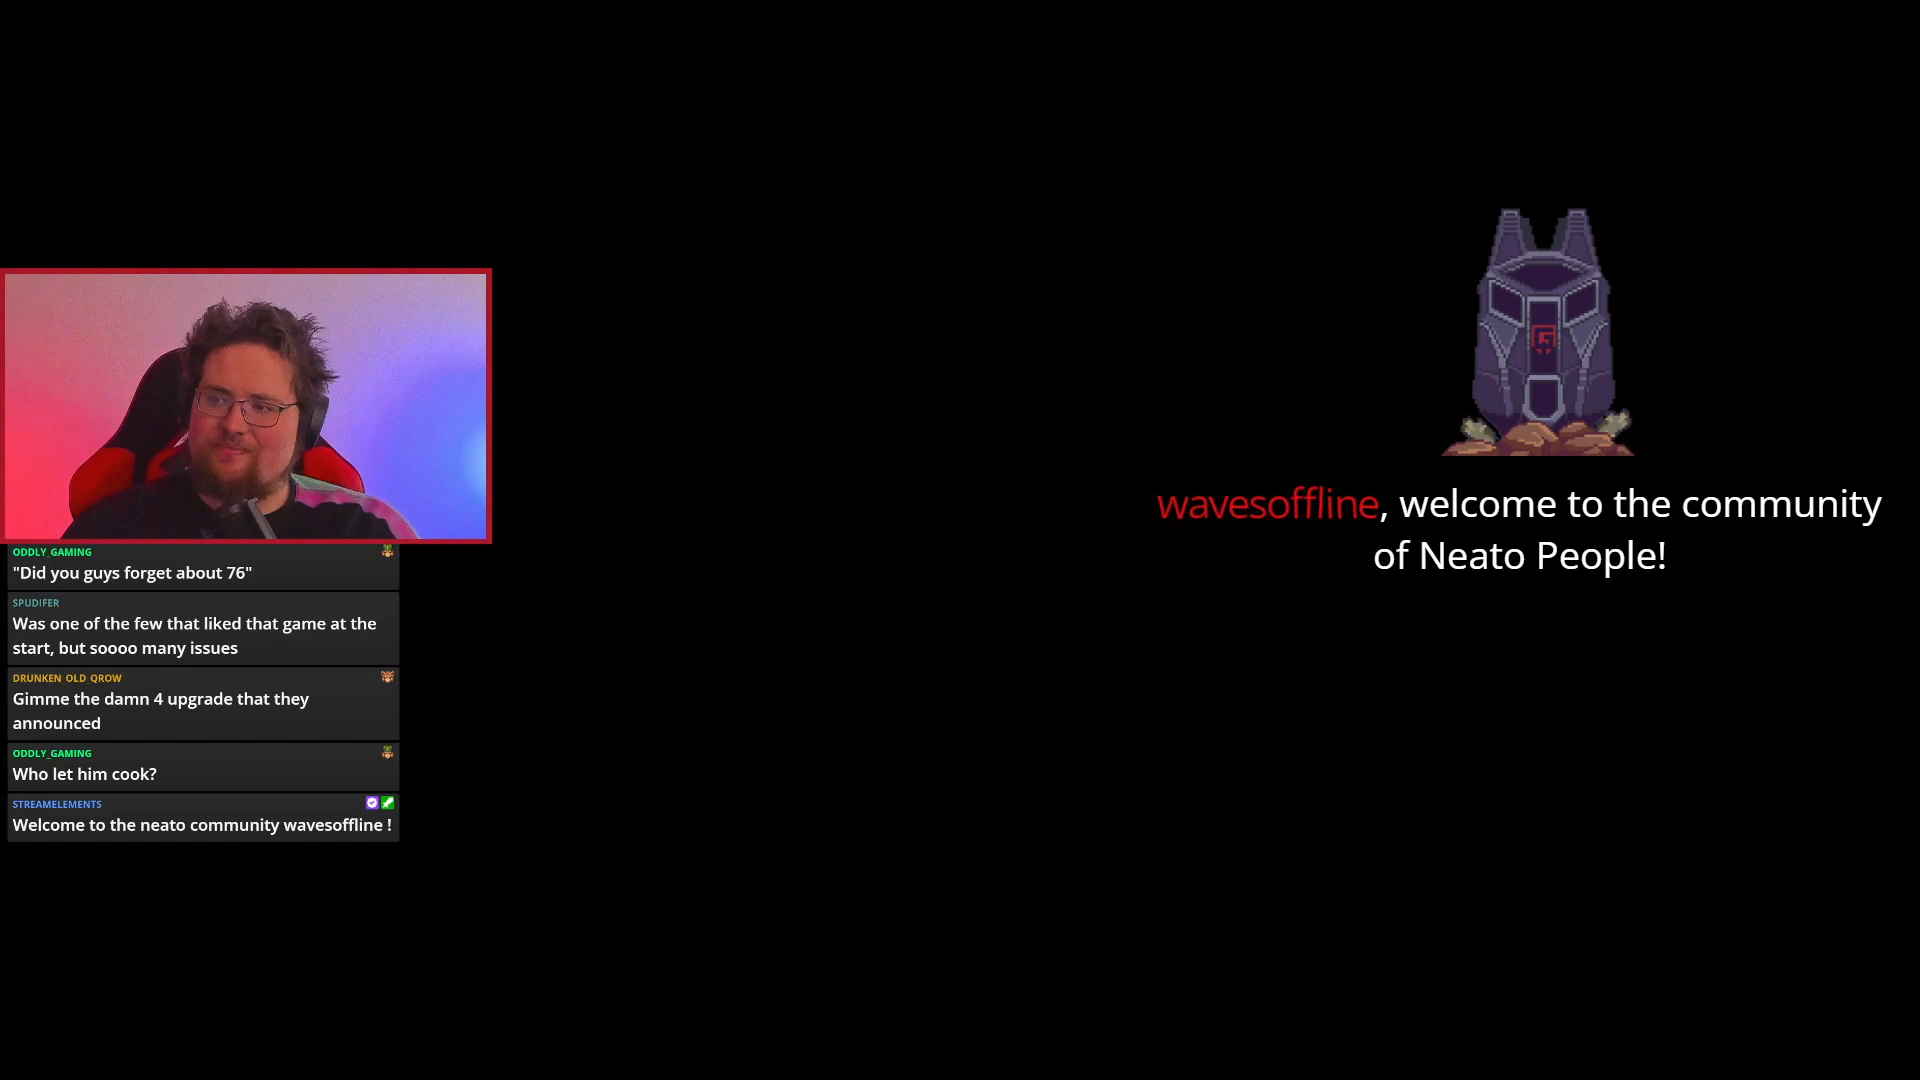 ODDLY_GAMING
"Did you guys forget about 76"
SPUDIFER
Was one of the few that liked that game at the
start, but soooo many issues
DRUNKEN_OLD_QROW
Gimme the damn 4 upgrade that they
announced
ODDLY_GAMING
Who let him cook?
STREAMELEMENTS
Welcome to the neato community wavesoffline !
wavesoffline, welcome to the community
of Neato People!